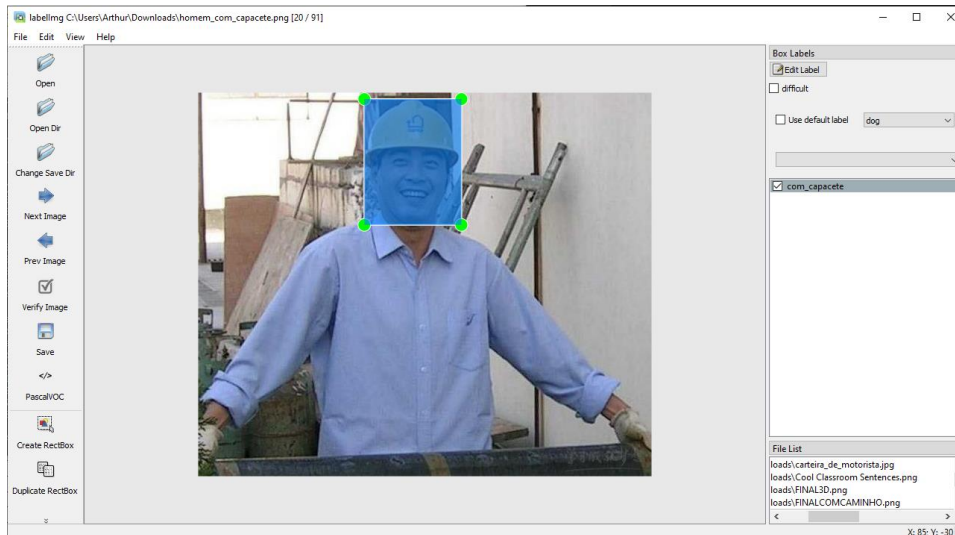 labelImg C:\Users\Arthur\Downloads\homem_com_capacete.png [20 / 91]
File Edit View Help
Open
Open Dir
Change Save Dir
Next Image
Prev Image
Verify Image
Save
</>
PascalVOC
Create RectBox
Duplicate RectBox
Box Labels
Edit Label
difficult
Use default label dog
com_capacete
File List
loads\carteira_de_motorista.jpg
loads\Cool Classroom Sentences.png
loads\FINAL3D.png
loads\FINALCOMCAMINHO.png
X: 85; Y: -30